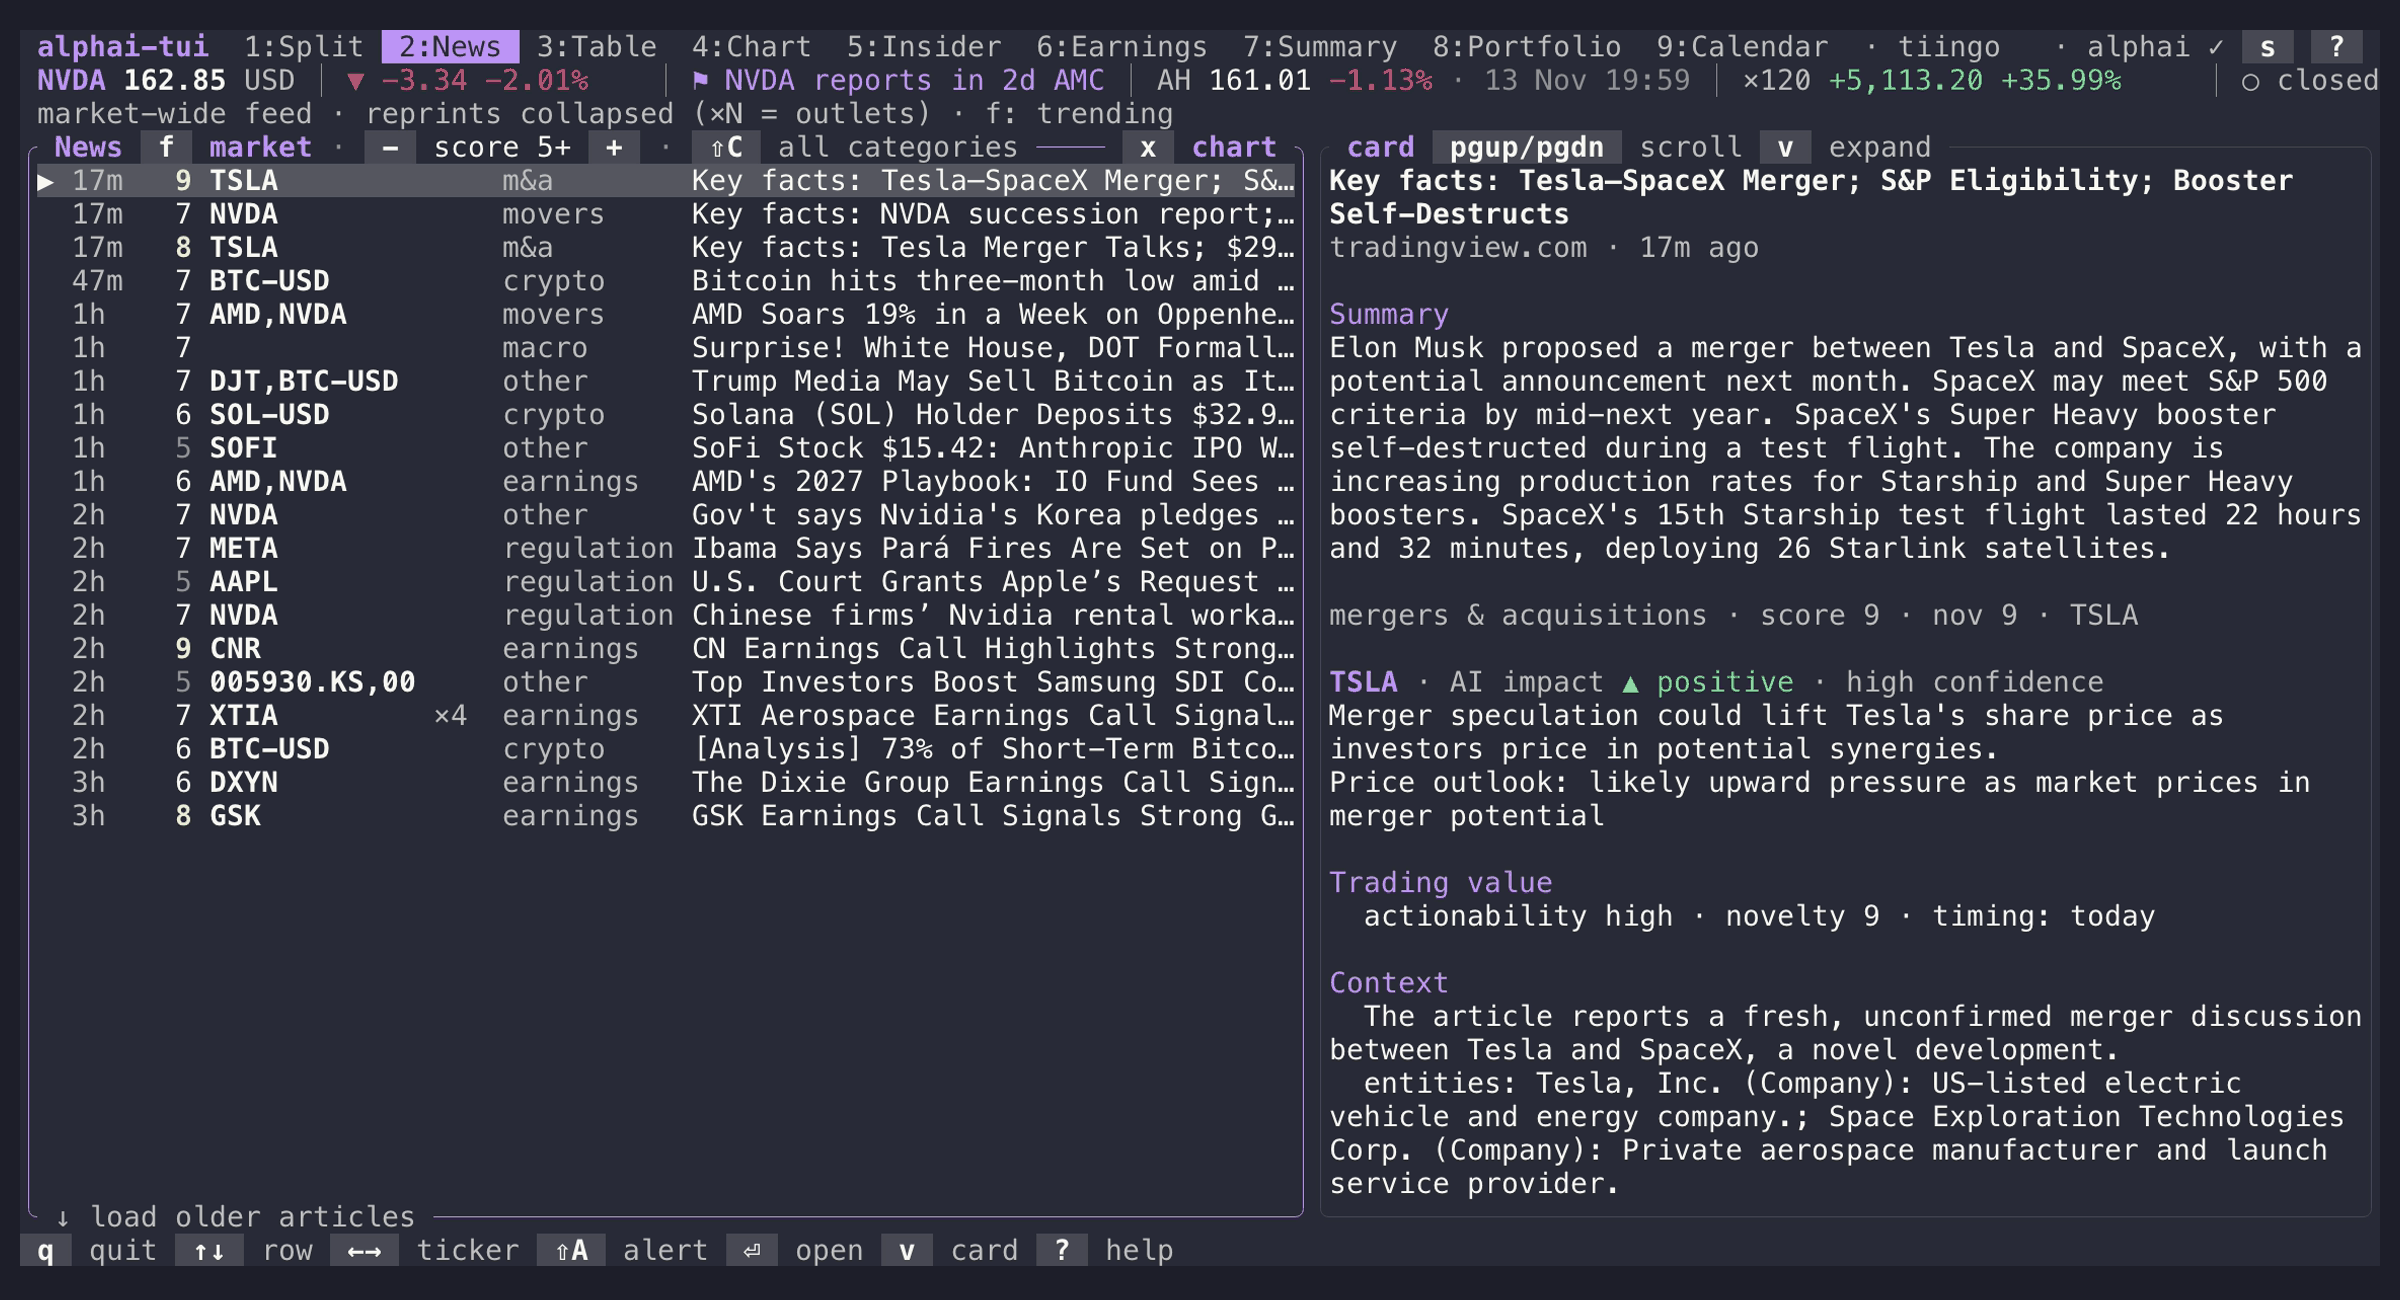 alphai-tui 1:Split 2:News 3:Table 4:Chart 5:Insider 6:Earnings 7:Summary 8:Portfolio 9:Calendar · tiingo · alphai ✓ s ?
NVDA 162.85 USD │ ▼ −3.34 −2.01% │ ⚑ NVDA reports in 2d AMC │ AH 161.01 −1.13% · 13 Nov 19:59 │ ×120 +5,113.20 +35.99% │ ○ closed
market-wide feed · reprints collapsed (×N = outlets) · f: trending
News f market · − score 5+ + · ⇧C all categories x chart
▶ 17m 9 TSLA m&a Key facts: Tesla—SpaceX Merger; S&…
17m 7 NVDA movers Key facts: NVDA succession report;…
17m 8 TSLA m&a Key facts: Tesla Merger Talks; $29…
47m 7 BTC-USD crypto Bitcoin hits three-month low amid …
1h 7 AMD,NVDA movers AMD Soars 19% in a Week on Oppenhe…
1h 7 macro Surprise! White House, DOT Formall…
1h 7 DJT,BTC-USD other Trump Media May Sell Bitcoin as It…
1h 6 SOL-USD crypto Solana (SOL) Holder Deposits $32.9…
1h 5 SOFI other SoFi Stock $15.42: Anthropic IPO W…
1h 6 AMD,NVDA earnings AMD's 2027 Playbook: IO Fund Sees …
2h 7 NVDA other Gov't says Nvidia's Korea pledges …
2h 7 META regulation Ibama Says Pará Fires Are Set on P…
2h 5 AAPL regulation U.S. Court Grants Apple’s Request …
2h 7 NVDA regulation Chinese firms’ Nvidia rental worka…
2h 9 CNR earnings CN Earnings Call Highlights Strong…
2h 5 005930.KS,00 other Top Investors Boost Samsung SDI Co…
2h 7 XTIA ×4 earnings XTI Aerospace Earnings Call Signal…
2h 6 BTC-USD crypto [Analysis] 73% of Short-Term Bitco…
3h 6 DXYN earnings The Dixie Group Earnings Call Sign…
3h 8 GSK earnings GSK Earnings Call Signals Strong G…
↓ load older articles
card pgup/pgdn scroll v expand
Key facts: Tesla—SpaceX Merger; S&P Eligibility; Booster
Self-Destructs
tradingview.com · 17m ago
Summary
Elon Musk proposed a merger between Tesla and SpaceX, with a
potential announcement next month. SpaceX may meet S&P 500
criteria by mid-next year. SpaceX's Super Heavy booster
self-destructed during a test flight. The company is
increasing production rates for Starship and Super Heavy
boosters. SpaceX's 15th Starship test flight lasted 22 hours
and 32 minutes, deploying 26 Starlink satellites.
mergers & acquisitions · score 9 · nov 9 · TSLA
TSLA · AI impact ▲ positive · high confidence
Merger speculation could lift Tesla's share price as
investors price in potential synergies.
Price outlook: likely upward pressure as market prices in
merger potential
Trading value
actionability high · novelty 9 · timing: today
Context
The article reports a fresh, unconfirmed merger discussion
between Tesla and SpaceX, a novel development.
entities: Tesla, Inc. (Company): US-listed electric
vehicle and energy company.; Space Exploration Technologies
Corp. (Company): Private aerospace manufacturer and launch
service provider.
q quit ↑↓ row ←→ ticker ⇧A alert ⏎ open v card ? help